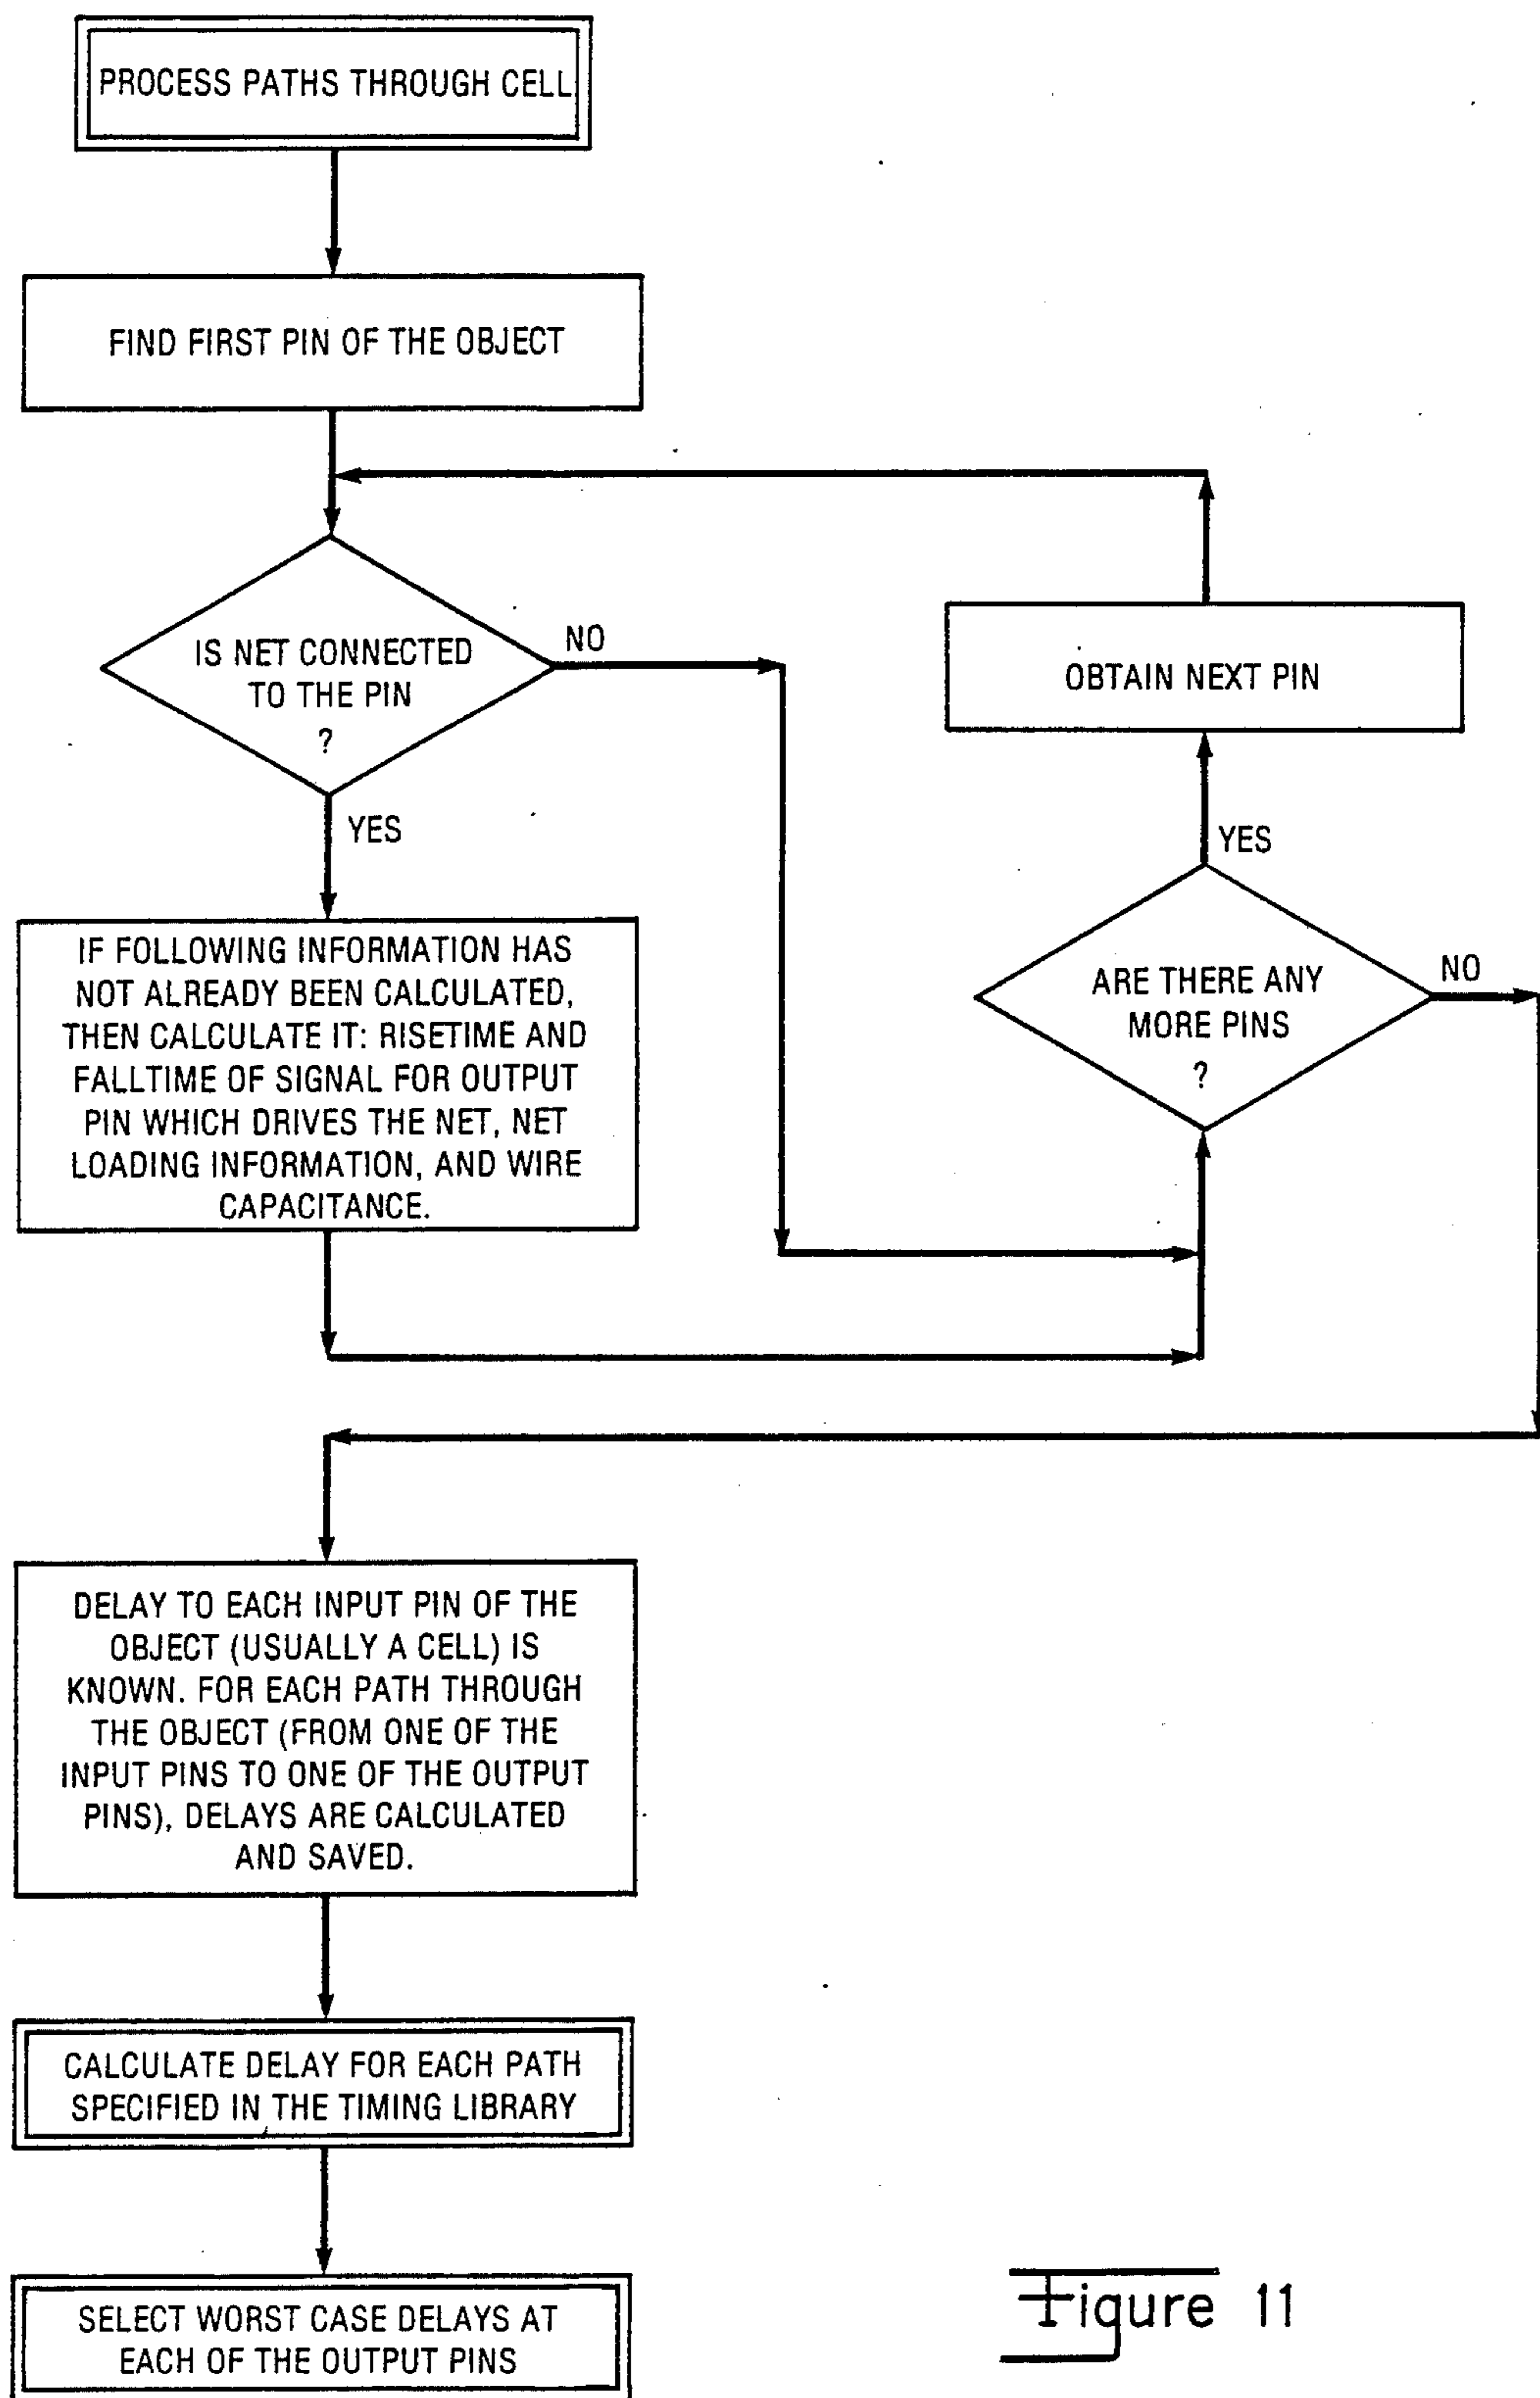 PROCESS PATHS THROUGH CELL
FIND FIRST PIN OF THE OBJECT
IS NET CONNECTED
TO THE PIN
?
NO
YES
OBTAIN NEXT PIN
YES
ARE THERE ANY
MORE PINS
?
NO
IF FOLLOWING INFORMATION HAS
NOT ALREADY BEEN CALCULATED,
THEN CALCULATE IT: RISETIME AND
FALLTIME OF SIGNAL FOR OUTPUT
PIN WHICH DRIVES THE NET, NET
LOADING INFORMATION, AND WIRE
CAPACITANCE.
DELAY TO EACH INPUT PIN OF THE
OBJECT (USUALLY A CELL) IS
KNOWN. FOR EACH PATH THROUGH
THE OBJECT (FROM ONE OF THE
INPUT PINS TO ONE OF THE OUTPUT
PINS), DELAYS ARE CALCULATED
AND SAVED.
CALCULATE DELAY FOR EACH PATH
SPECIFIED IN THE TIMING LIBRARY
SELECT WORST CASE DELAYS AT
EACH OF THE OUTPUT PINS
Figure 11